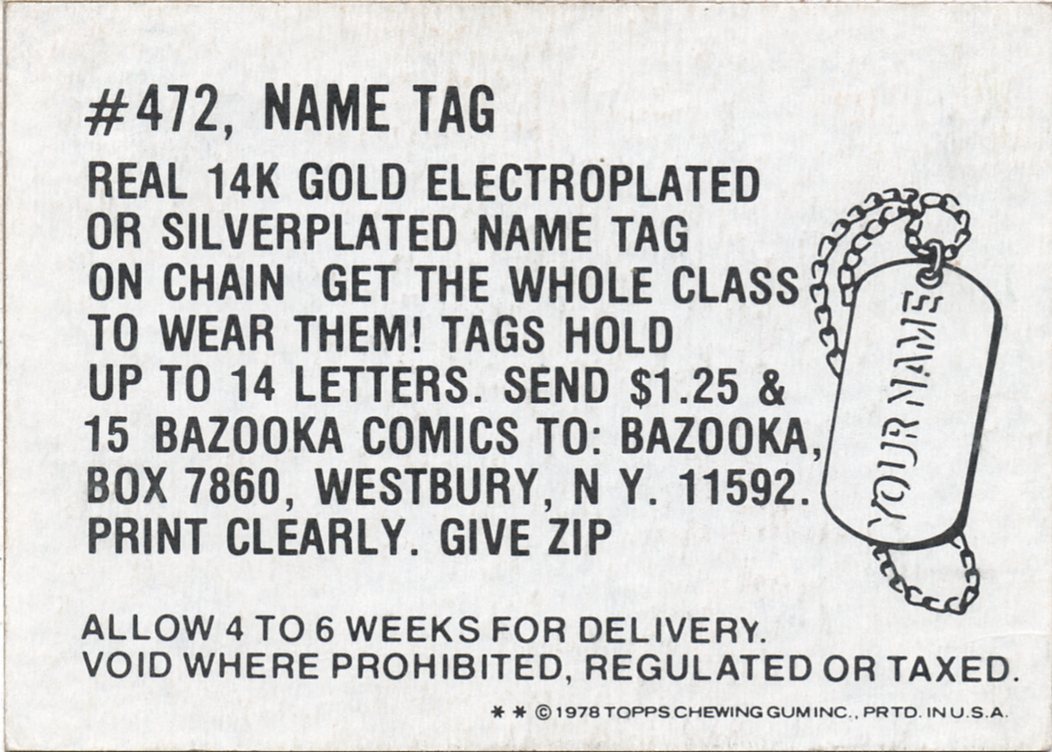 #472, NAME TAG
REAL 14K GOLD ELECTROPLATED
OR SILVERPLATED NAME TAG
ON CHAIN GET THE WHOLE CLASS
TO WEAR THEM! TAGS HOLD
UP TO 14 LETTERS. SEND $1.25 &
15 BAZOOKA COMICS TO: BAZOOKA,
BOX 7860, WESTBURY, N Y. 11592.
PRINT CLEARLY. GIVE ZIP
YOUR NAME
ALLOW 4 TO 6 WEEKS FOR DELIVERY.
VOID WHERE PROHIBITED, REGULATED OR TAXED.
* * © 1978 TOPPS CHEWING GUM INC., PRTD. IN U.S.A.